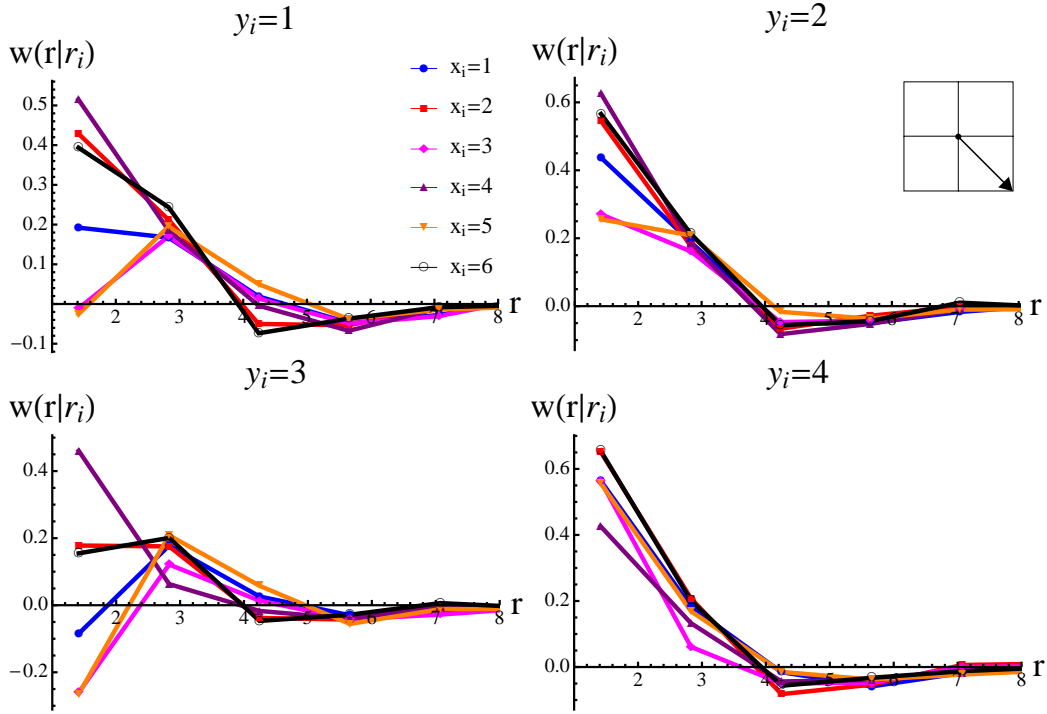 y_i=1
w(r|r_i)
x_i=1
x_i=2
x_i=3
x_i=4
x_i=5
x_i=6
0.5
0.4
0.3
0.2
0.1
-0.1
2 3 4 5 6 7 8
r
y_i=2
w(r|r_i)
0.6
0.4
0.2
0.0
2 3 4 5 6 7 8
r
y_i=3
w(r|r_i)
0.4
0.2
0.0
-0.2
2 3 4 5 6 7 8
r
y_i=4
w(r|r_i)
0.6
0.4
0.2
0.0
2 3 4 5 6 7 8
r